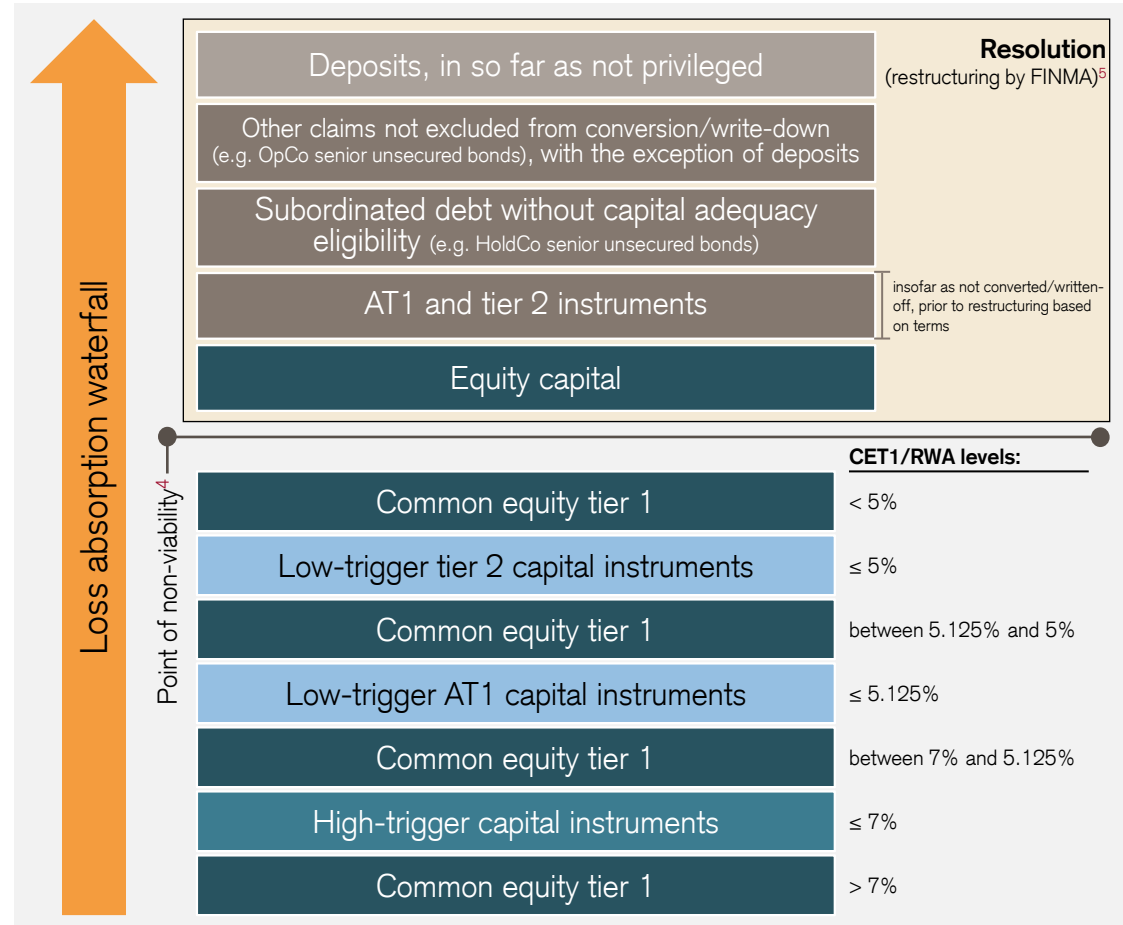 Loss absorption waterfall
Deposits, in so far as not privileged
Resolution
(restructuring by FINMA)5
Other claims not excluded from conversion/write-down
(e.g. OpCo senior unsecured bonds), with the exception of deposits
Subordinated debt without capital adequacy
eligibility (e.g. HoldCo senior unsecured bonds)
AT1 and tier 2 instruments
insofar as not converted/written-
off, prior to restructuring based
on terms
Equity capital
Point of non-viability4
CET1/RWA levels:
Common equity tier 1
< 5%
Low-trigger tier 2 capital instruments
≤ 5%
Common equity tier 1
between 5.125% and 5%
Low-trigger AT1 capital instruments
≤ 5.125%
Common equity tier 1
between 7% and 5.125%
High-trigger capital instruments
≤ 7%
Common equity tier 1
> 7%